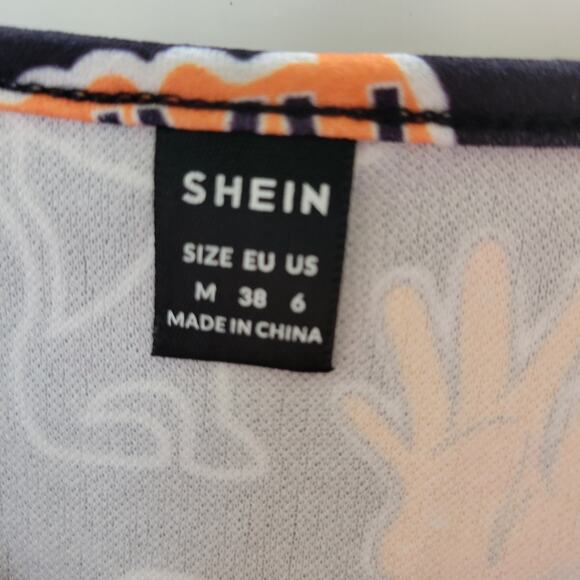 SHEIN
SIZE EU US
M 38 6
MADE IN CHINA